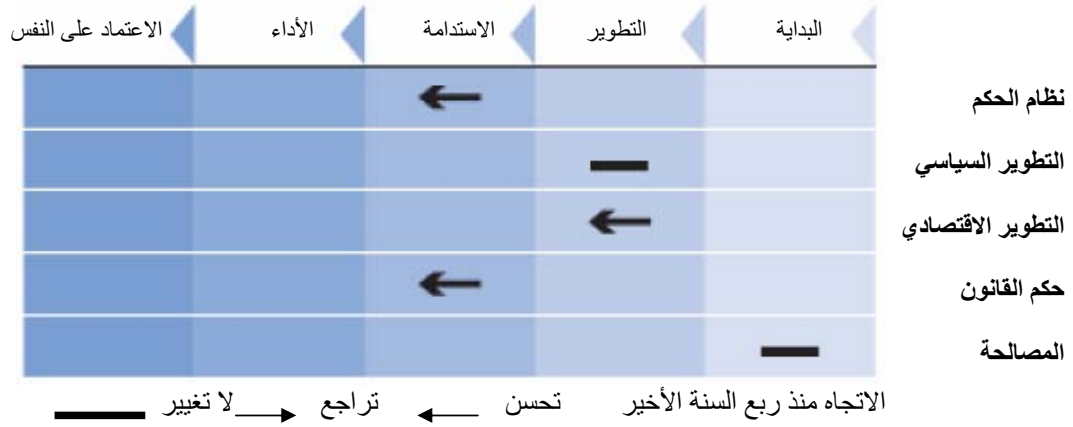 البداية التطوير الاستدامة الأداء الاعتماد على النفس
نظام الحكم
التطوير السياسي
التطوير الاقتصادي
حكم القانون
المصالحة
الاتجاه منذ ربع السنة الأخير تحسن تراجع لا تغيير